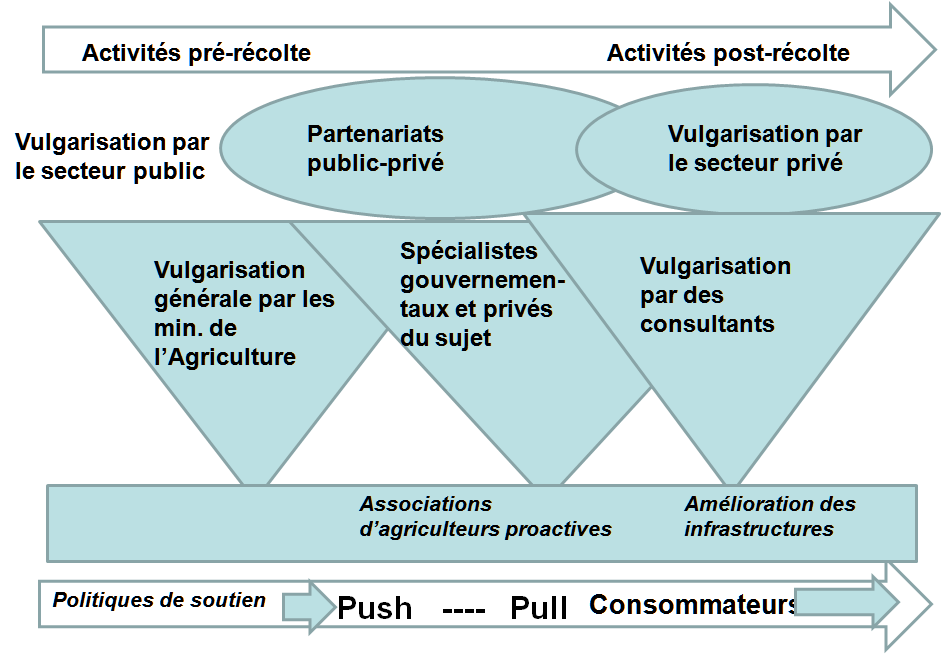 Activités pré-récolte
Activités post-récolte
Vulgarisation par
le secteur public
Partenariats
public-privé
Vulgarisation par
le secteur privé
Vulgarisation
générale par les
min. de
l’Agriculture
Spécialistes
gouvernemen-
taux et privés
du sujet
Vulgarisation
par des
consultants
Associations
d’agriculteurs proactives
Amélioration des
infrastructures
Politiques de soutien
Push ---- Pull
Consommateurs